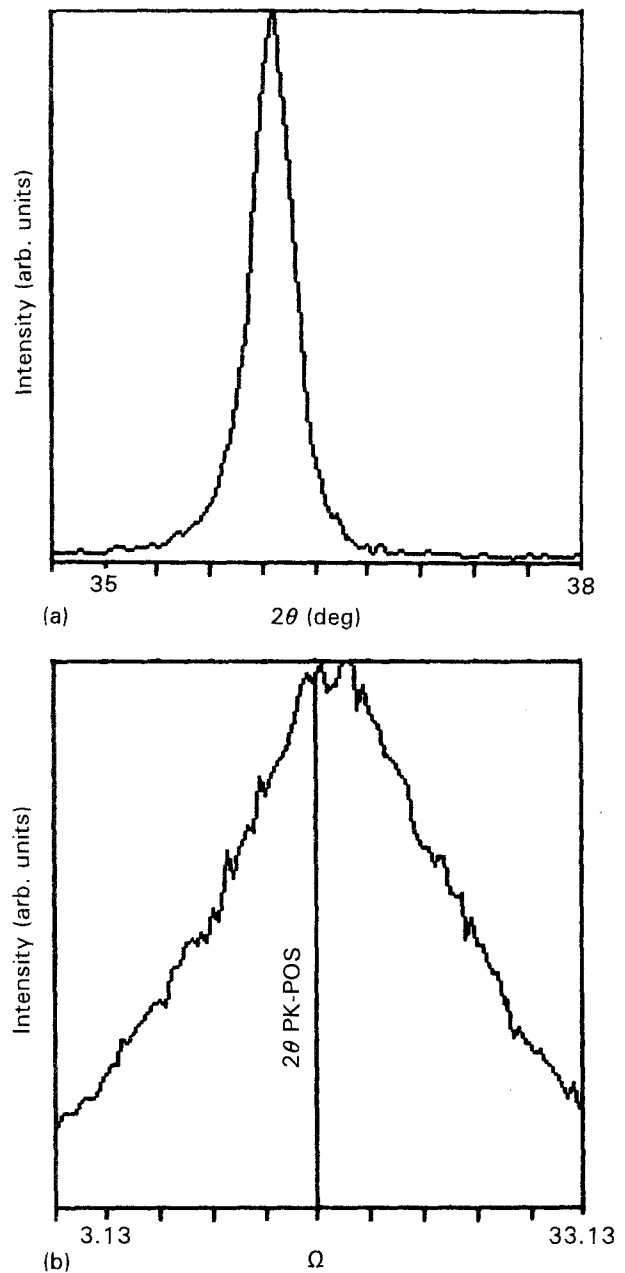 Intensity (arb. units)
35
38
(a)
2θ (deg)
Intensity (arb. units)
2θ PK-POS
3.13
33.13
(b)
Ω